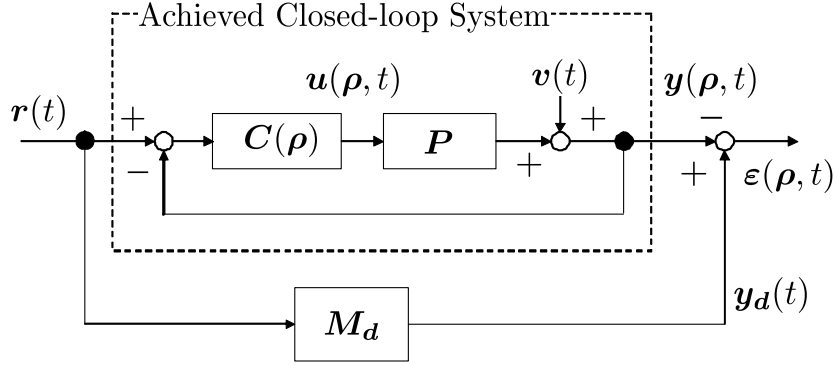 Achieved Closed-loop System
r(t)
+
−
C(ρ)
u(ρ, t)
P
+
v(t)
+
y(ρ, t)
−
+
ε(ρ, t)
M_d
y_d(t)